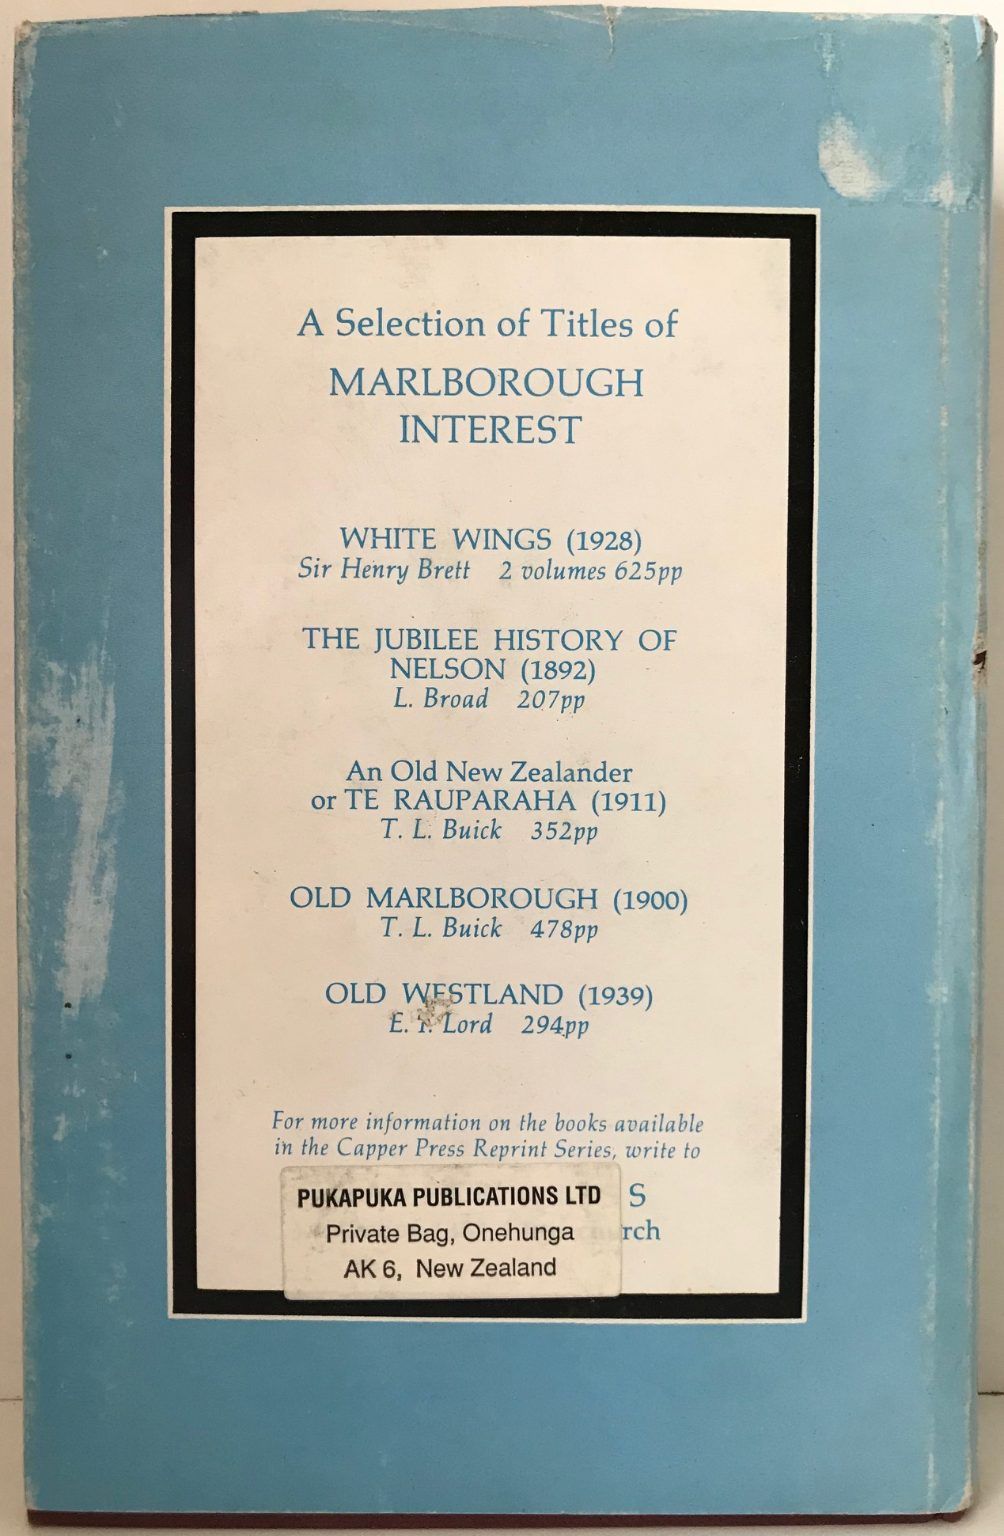 A Selection of Titles of
MARLBOROUGH
INTEREST
WHITE WINGS (1928)
Sir Henry Brett 2 volumes 625pp
THE JUBILEE HISTORY OF
NELSON (1892)
L. Broad 207pp
An Old New Zealander
or TE RAUPARAHA (1911)
T. L. Buick 352pp
OLD MARLBOROUGH (1900)
T. L. Buick 478pp
OLD WESTLAND (1939)
E. I. Lord 294pp
For more information on the books available
in the Capper Press Reprint Series, write to
PUKAPUKA PUBLICATIONS LTD S
Private Bag, Onehunga rch
AK 6, New Zealand